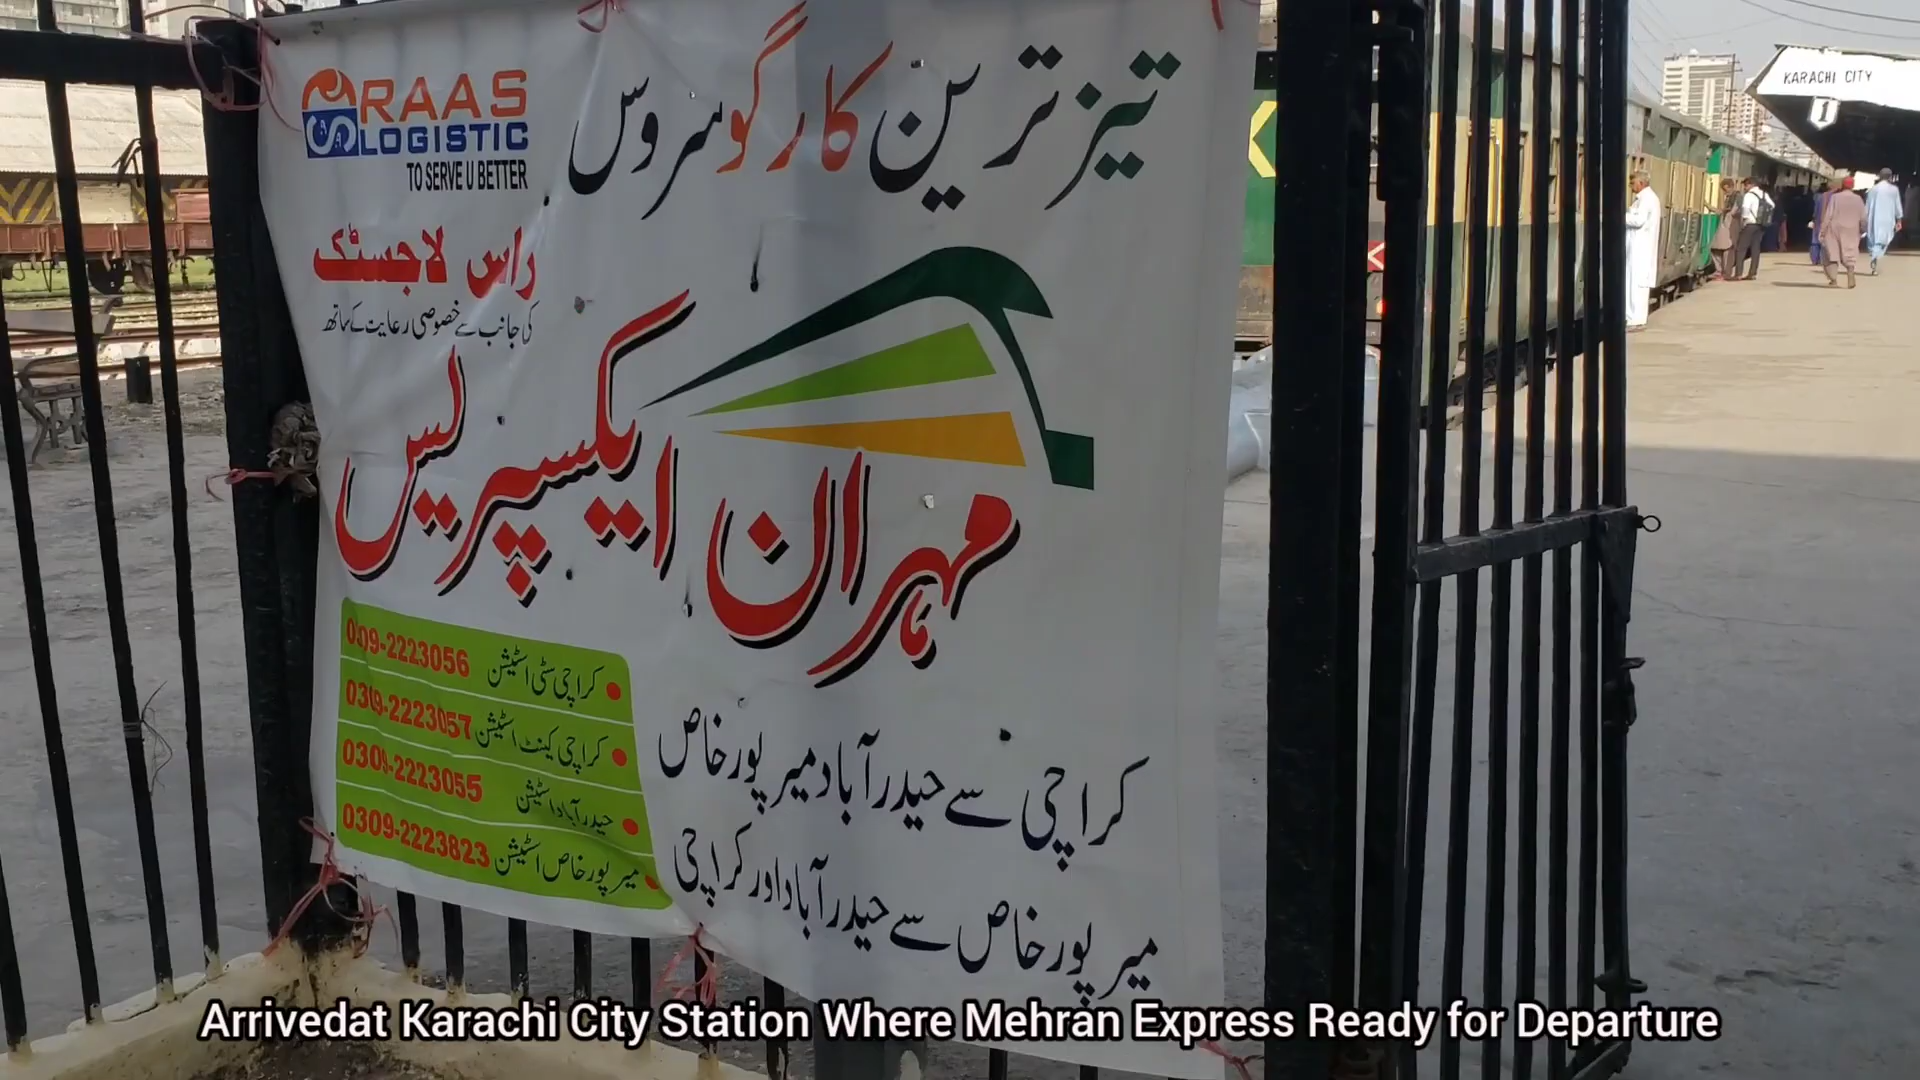 RAAS
LOGISTIC
TO SERVE U BETTER
تیز ترین کارگو سروس
راس لاجسٹک
کی جانب سے خصوصی رعایت کے ساتھ
مہران ایکسپریس
کراچی سٹی اسٹیشن 0309-2223056
کراچی کینٹ اسٹیشن 0309-2223057
حیدرآباد اسٹیشن 0309-2223055
میرپورخاص اسٹیشن 0309-2223823
کراچی سے حیدرآباد میرپورخاص
میرپورخاص سے حیدرآباد اور کراچی
KARACHI CITY
1
Arrivedat Karachi City Station Where Mehran Express Ready for Departure